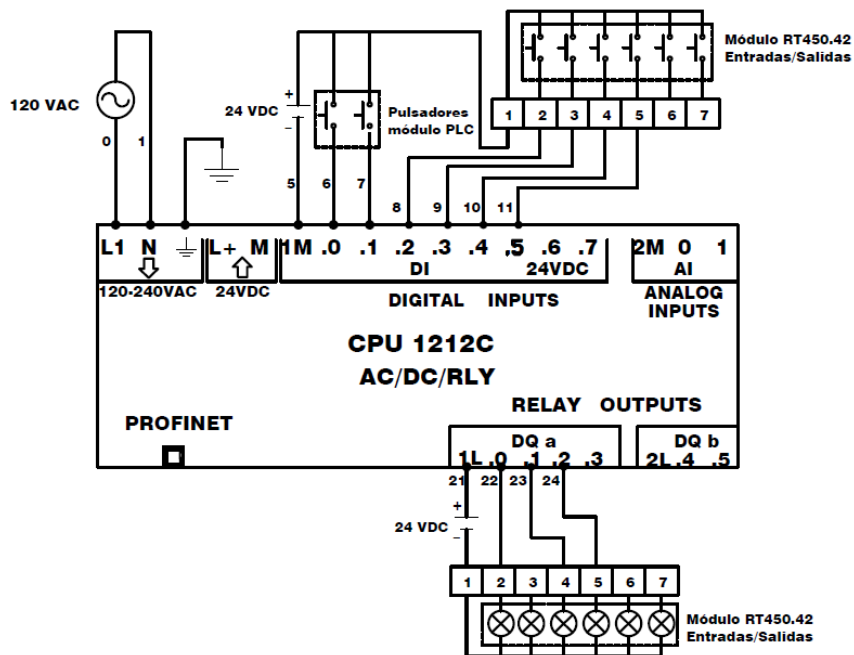 Módulo RT450.42
Entradas/Salidas
120 VAC
+
24 VDC
−
Pulsadores
módulo PLC
1 2 3 4 5 6 7
0 1
5 6 7 8 9 10 11
L1 N L+ M 1M .0 .1 .2 .3 .4 .5 .6 .7 2M 0 1
DI 24VDC AI
120-240VAC 24VDC
DIGITAL INPUTS
ANALOG
INPUTS
CPU 1212C
AC/DC/RLY
RELAY OUTPUTS
PROFINET
DQ a DQ b
1L .0 .1 .2 .3 2L .4 .5
21 22 23 24
+
24 VDC
−
1 2 3 4 5 6 7
Módulo RT450.42
Entradas/Salidas